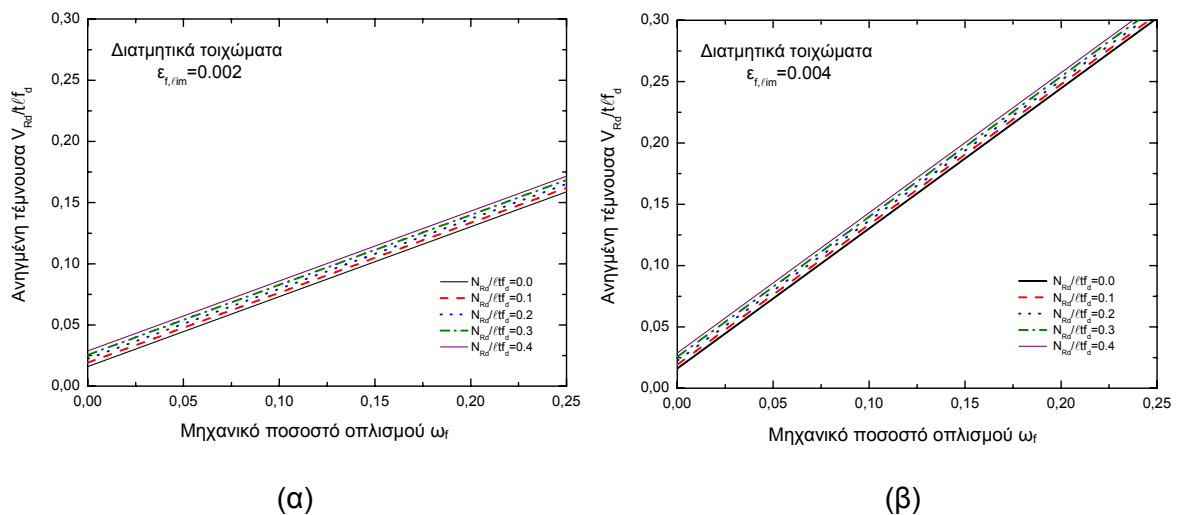 0,30
0,25
0,20
0,15
0,10
0,05
0,00
Ανηγμένη τέμνουσα V_Rd/tℓf_d
Διατμητικά τοιχώματα
ε_f,ℓim=0.002
N_Rd/ℓtf_d=0.0
N_Rd/ℓtf_d=0.1
N_Rd/ℓtf_d=0.2
N_Rd/ℓtf_d=0.3
N_Rd/ℓtf_d=0.4
0,00 0,05 0,10 0,15 0,20 0,25
Μηχανικό ποσοστό οπλισμού ω_f
(α)
0,30
0,25
0,20
0,15
0,10
0,05
0,00
Ανηγμένη τέμνουσα V_Rd/tℓf_d
Διατμητικά τοιχώματα
ε_f,ℓim=0.004
N_Rd/ℓtf_d=0.0
N_Rd/ℓtf_d=0.1
N_Rd/ℓtf_d=0.2
N_Rd/ℓtf_d=0.3
N_Rd/ℓtf_d=0.4
0,00 0,05 0,10 0,15 0,20 0,25
Μηχανικό ποσοστό οπλισμού ω_f
(β)